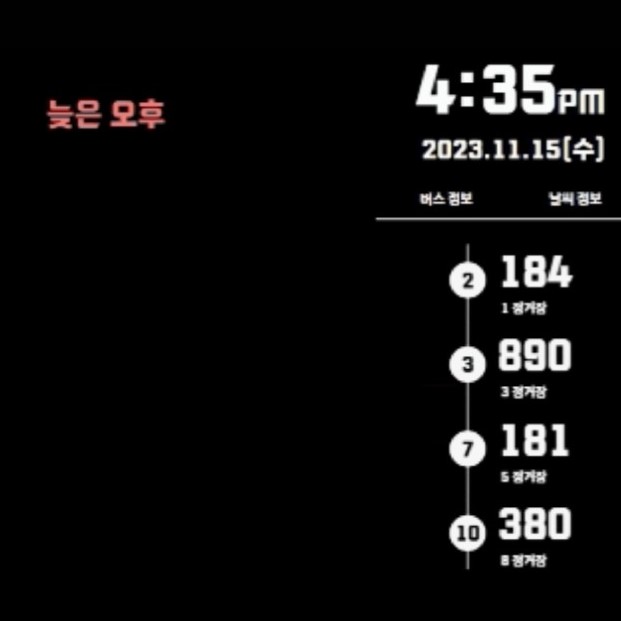 늦은 오후
4:35PM
2023.11.15(수)
버스 정보 날씨 정보
2 184
1 정거장
3 890
3 정거장
7 181
5 정거장
10 380
8 정거장